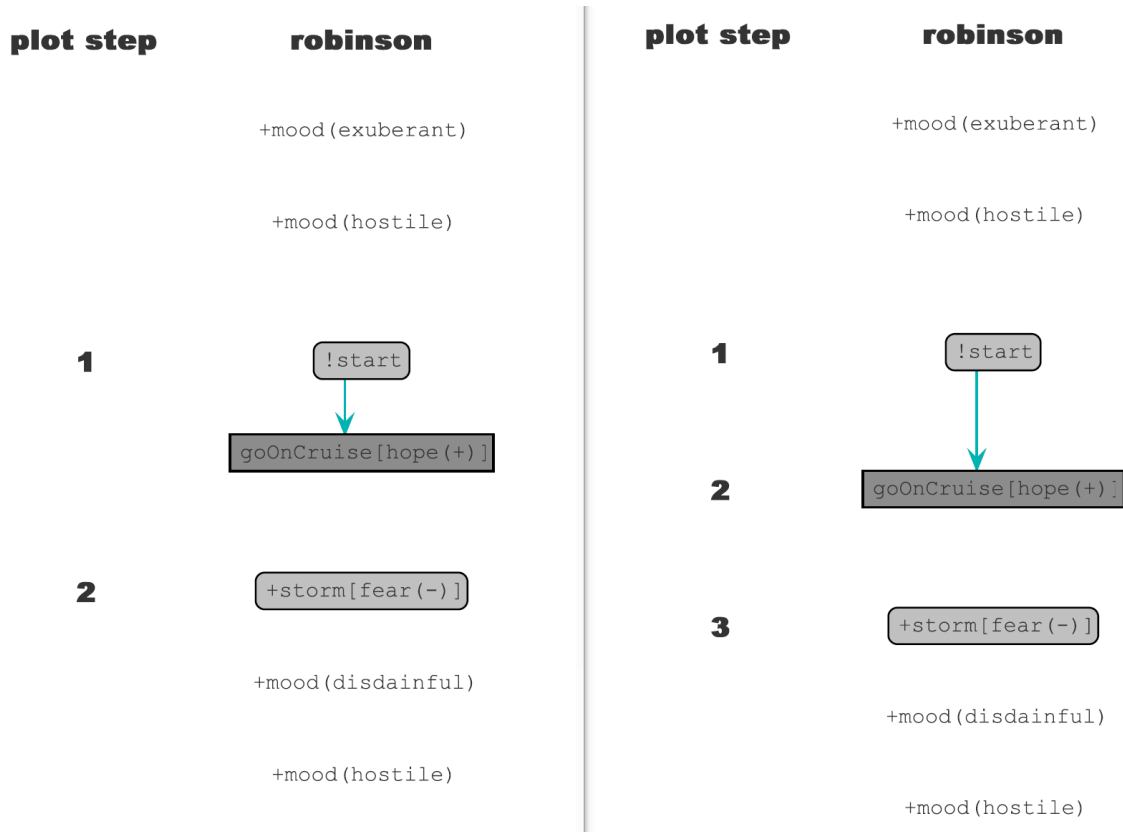 plot step robinson
+mood(exuberant)
+mood(hostile)
1 !start
goOnCruise[hope(+)]
2 +storm[fear(-)]
+mood(disdainful)
+mood(hostile)
plot step robinson
+mood(exuberant)
+mood(hostile)
1 !start
2 goOnCruise[hope(+)]
3 +storm[fear(-)]
+mood(disdainful)
+mood(hostile)